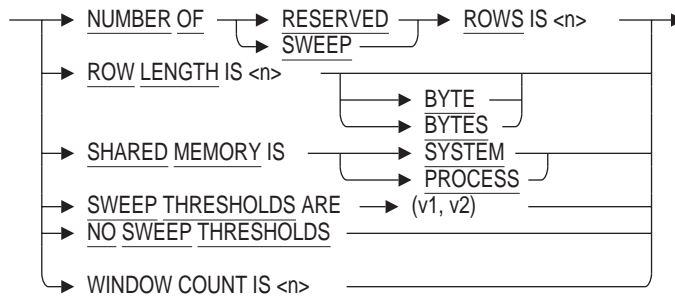 NUMBER OF RESERVED ROWS IS <n>
SWEEP
ROW LENGTH IS <n>
BYTE
BYTES
SHARED MEMORY IS SYSTEM
PROCESS
SWEEP THRESHOLDS ARE (v1, v2)
NO SWEEP THRESHOLDS
WINDOW COUNT IS <n>